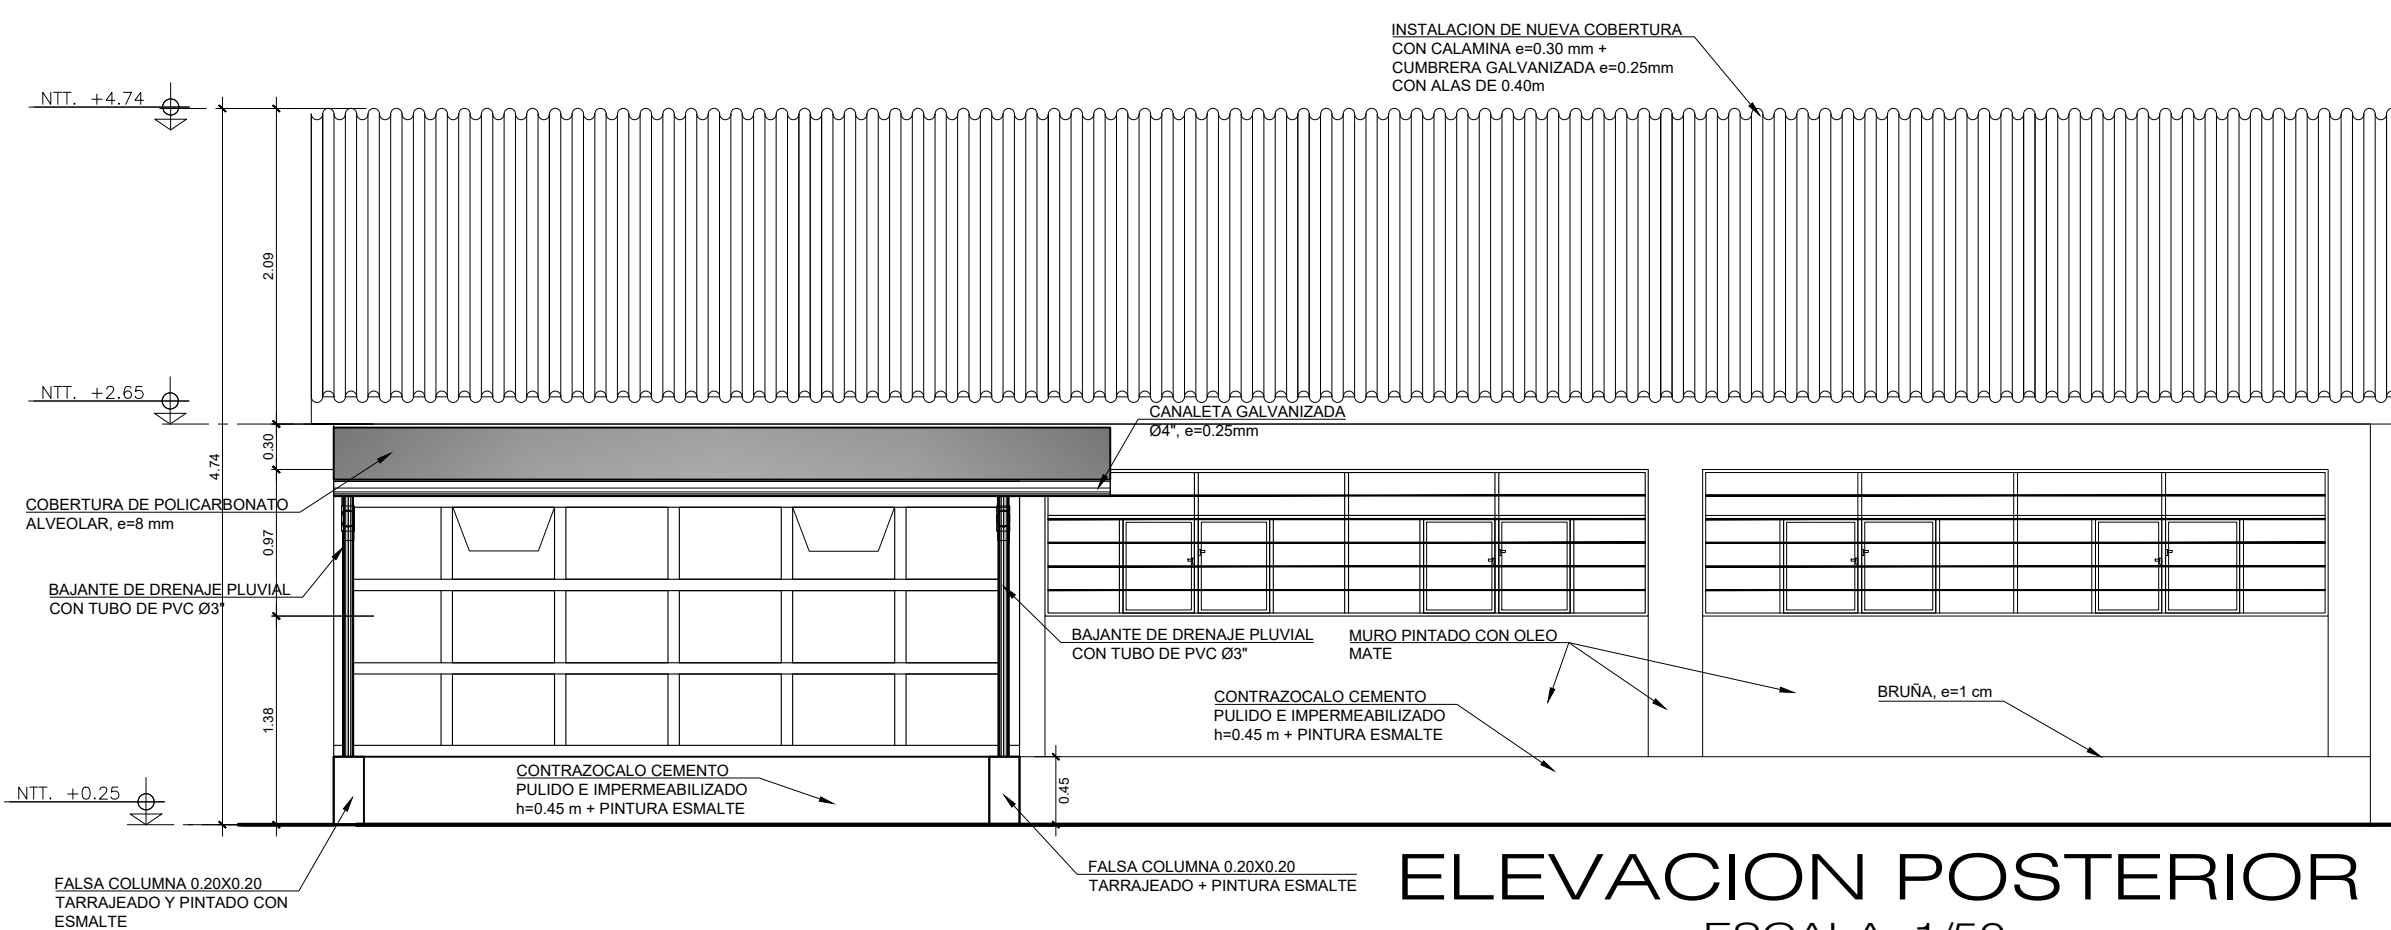 INSTALACION DE NUEVA COBERTURA
CON CALAMINA e=0.30 mm +
CUMBRERA GALVANIZADA e=0.25mm
CON ALAS DE 0.40m
NTT. +4.74
2.09
NTT. +2.65
CANALETA GALVANIZADA
Ø4", e=0.25mm
0.30
4.74
COBERTURA DE POLICARBONATO
ALVEOLAR, e=8 mm
0.97
BAJANTE DE DRENAJE PLUVIAL
CON TUBO DE PVC Ø3"
BAJANTE DE DRENAJE PLUVIAL
CON TUBO DE PVC Ø3"
MURO PINTADO CON OLEO
MATE
CONTRAZOCALO CEMENTO
PULIDO E IMPERMEABILIZADO
h=0.45 m + PINTURA ESMALTE
BRUÑA, e=1 cm
1.38
CONTRAZOCALO CEMENTO
PULIDO E IMPERMEABILIZADO
h=0.45 m + PINTURA ESMALTE
0.45
NTT. +0.25
FALSA COLUMNA 0.20X0.20
TARRAJEADO + PINTURA ESMALTE
FALSA COLUMNA 0.20X0.20
TARRAJEADO Y PINTADO CON
ESMALTE
ELEVACION POSTERIOR
ESCALA 1/50